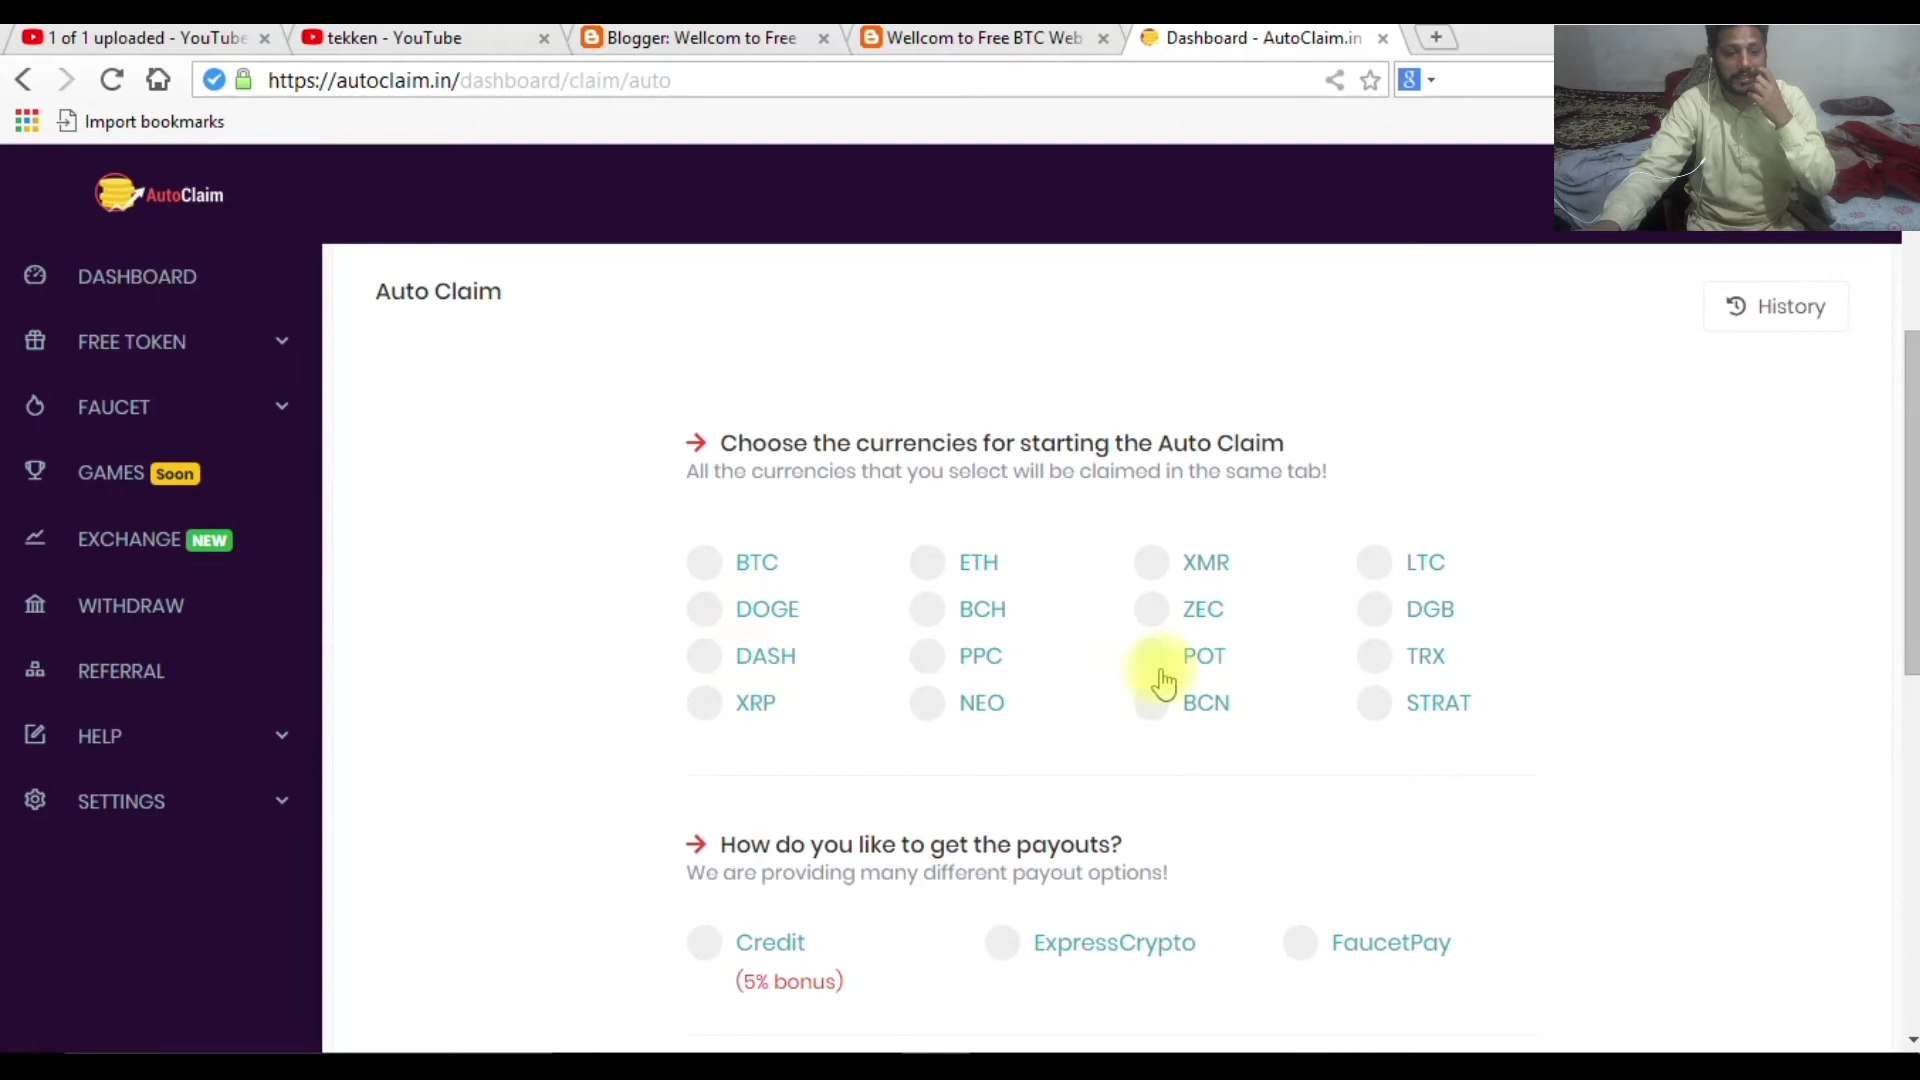 1 of 1 uploaded - YouTube
tekken - YouTube
Blogger: Wellcom to Free
Wellcom to Free BTC Web
Dashboard - AutoClaim.in
https://autoclaim.in/dashboard/claim/auto
Import bookmarks
AutoClaim
DASHBOARD
FREE TOKEN
FAUCET
GAMES Soon
EXCHANGE NEW
WITHDRAW
REFERRAL
HELP
SETTINGS
Auto Claim
History
Choose the currencies for starting the Auto Claim
All the currencies that you select will be claimed in the same tab!
BTC ETH XMR LTC
DOGE BCH ZEC DGB
DASH PPC POT TRX
XRP NEO BCN STRAT
How do you like to get the payouts?
We are providing many different payout options!
Credit ExpressCrypto FaucetPay
(5% bonus)